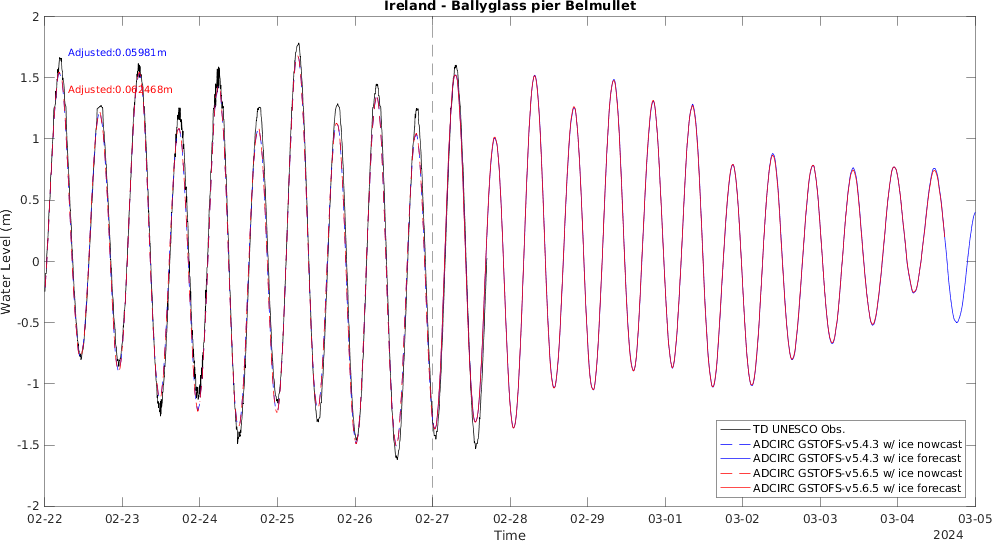 Ireland - Ballyglass pier Belmullet
Adjusted:0.05981m
Adjusted:0.062468m
Water Level (m)
2
1.5
1
0.5
0
-0.5
-1
-1.5
-2
02-22 02-23 02-24 02-25 02-26 02-27 02-28 02-29 03-01 03-02 03-03 03-04 03-05
Time
2024
TD UNESCO Obs.
ADCIRC GSTOFS-v5.4.3 w/ ice nowcast
ADCIRC GSTOFS-v5.4.3 w/ ice forecast
ADCIRC GSTOFS-v5.6.5 w/ ice nowcast
ADCIRC GSTOFS-v5.6.5 w/ ice forecast